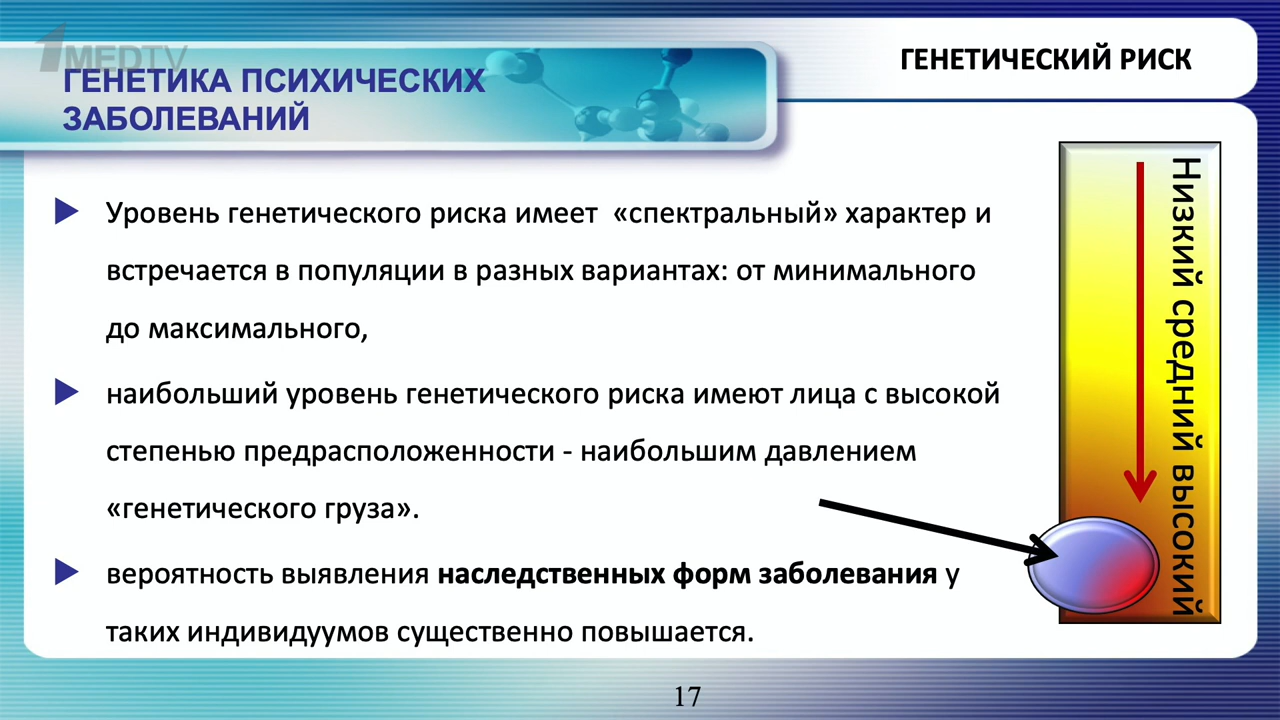 1MEDTV
ГЕНЕТИЧЕСКИЙ РИСК
ГЕНЕТИКА ПСИХИЧЕСКИХ
ЗАБОЛЕВАНИЙ
Уровень генетического риска имеет «спектральный» характер и
встречается в популяции в разных вариантах: от минимального
до максимального,
наибольший уровень генетического риска имеют лица с высокой
степенью предрасположенности - наибольшим давлением
«генетического груза».
вероятность выявления наследственных форм заболевания у
таких индивидуумов существенно повышается.
Низкий средний высокий
17